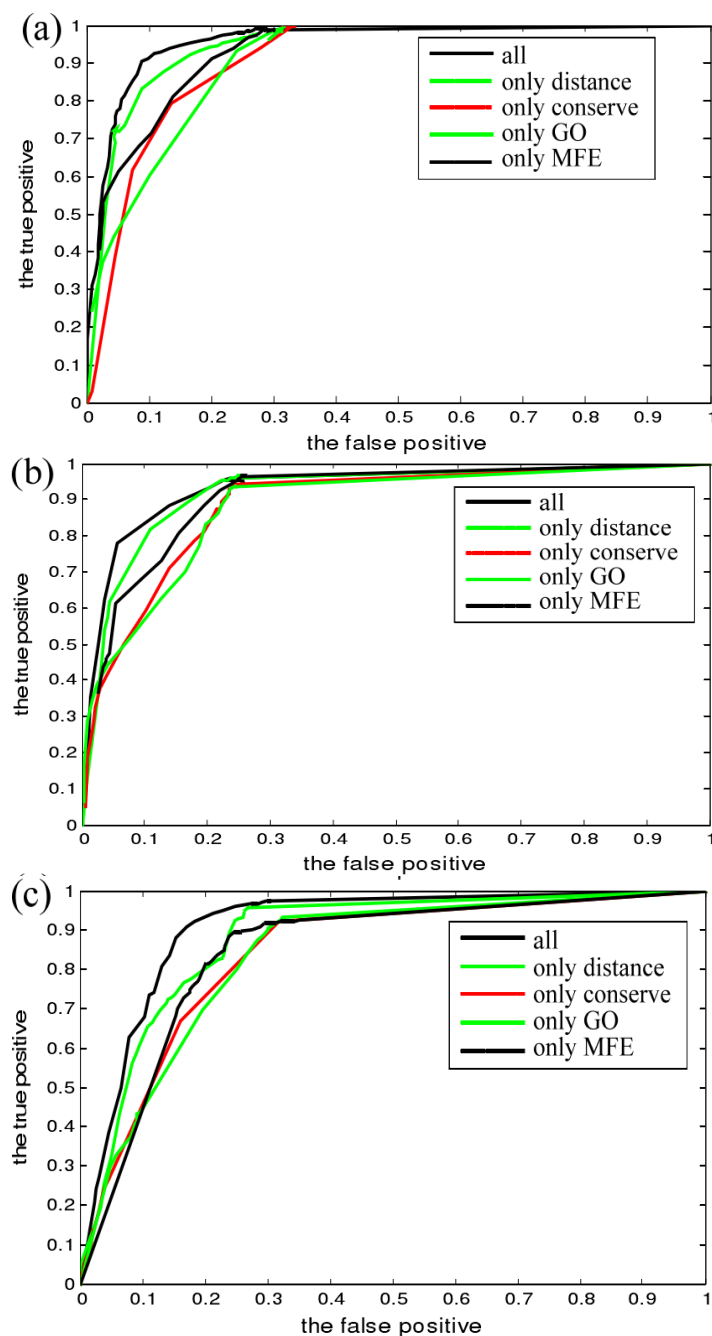 (a)
1
0.9
0.8
0.7
0.6
0.5
0.4
0.3
0.2
0.1
0
the true positive
all
only distance
only conserve
only GO
only MFE
0 0.1 0.2 0.3 0.4 0.5 0.6 0.7 0.8 0.9 1
the false positive
(b)
1
0.9
0.8
0.7
0.6
0.5
0.4
0.3
0.2
0.1
0
the true positive
all
only distance
only conserve
only GO
only MFE
0 0.1 0.2 0.3 0.4 0.5 0.6 0.7 0.8 0.9 1
the false positive
(c)
1
0.9
0.8
0.7
0.6
0.5
0.4
0.3
0.2
0.1
0
the true positive
all
only distance
only conserve
only GO
only MFE
0 0.1 0.2 0.3 0.4 0.5 0.6 0.7 0.8 0.9 1
the false positive